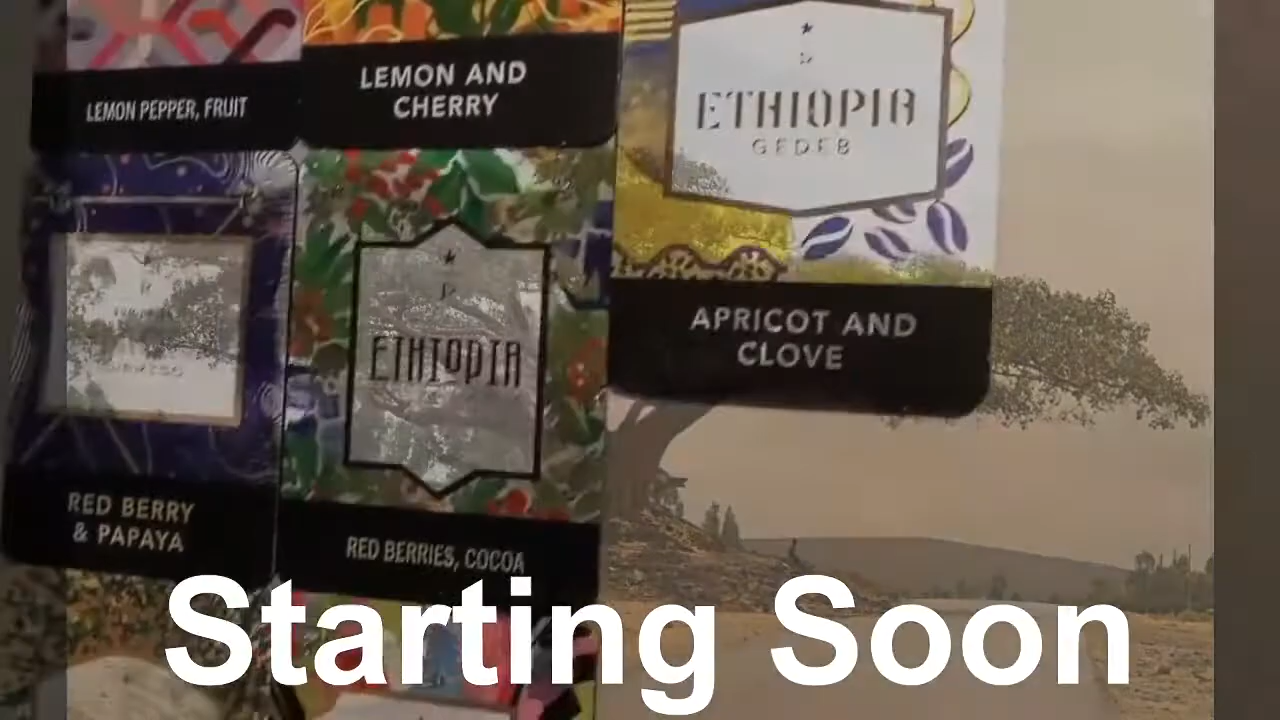 LEMON PEPPER, FRUIT
LEMON AND
CHERRY
ETHIOPIA
GEDEB
APRICOT AND
CLOVE
ETHIOPIA
RED BERRY
& PAPAYA
RED BERRIES, COCOA
Starting Soon